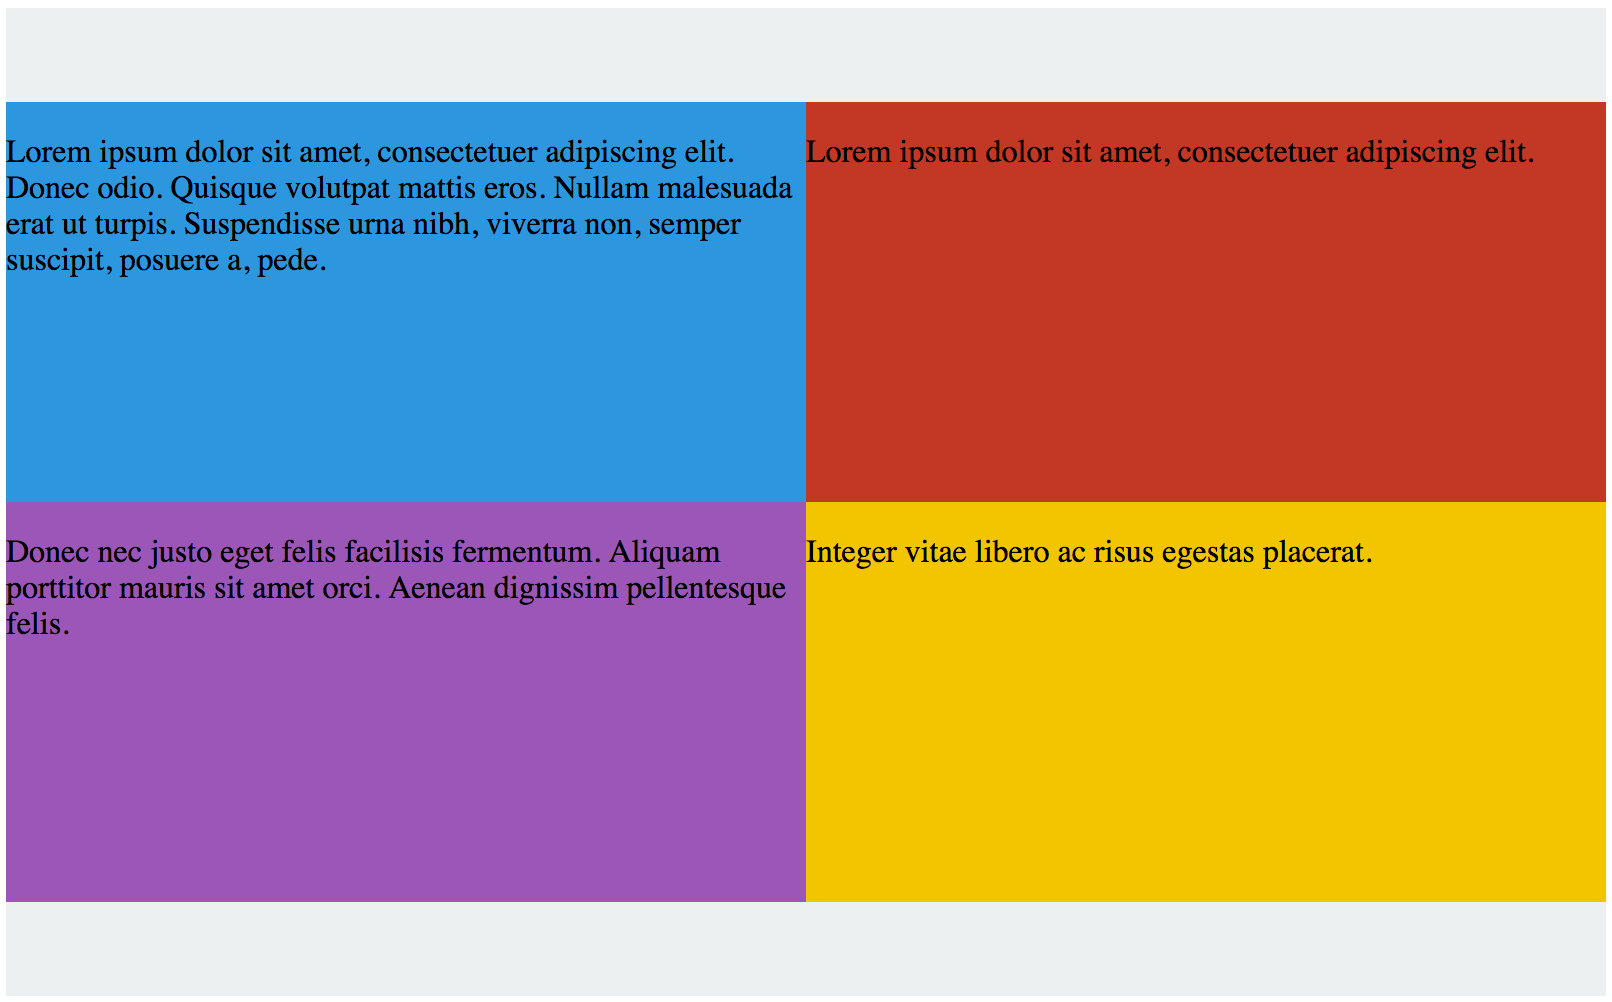 Lorem ipsum dolor sit amet, consectetuer adipiscing elit.
Donec odio. Quisque volutpat mattis eros. Nullam malesuada
erat ut turpis. Suspendisse urna nibh, viverra non, semper
suscipit, posuere a, pede.
Lorem ipsum dolor sit amet, consectetuer adipiscing elit.
Donec nec justo eget felis facilisis fermentum. Aliquam
porttitor mauris sit amet orci. Aenean dignissim pellentesque
felis.
Integer vitae libero ac risus egestas placerat.